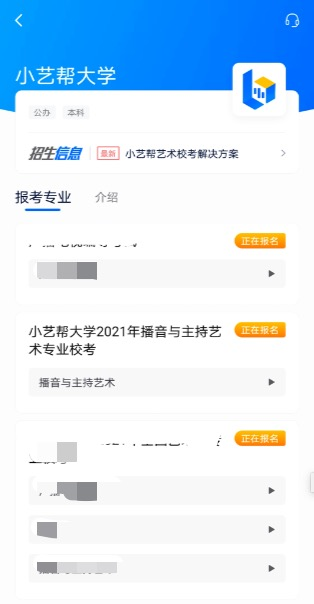 小艺帮大学
公办 本科
招生信息 最新 小艺帮艺术校考解决方案
报考专业 介绍
正在报名
小艺帮大学2021年播音与主持艺
术专业校考
正在报名
播音与主持艺术
正在报名